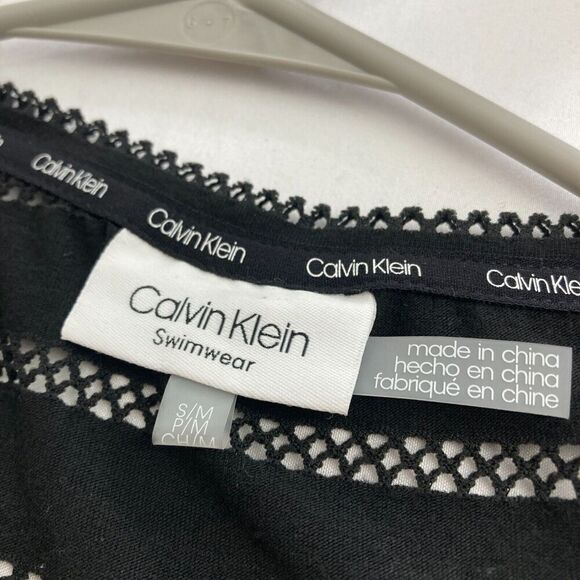 Calvin Klein
Calvin Klein
Calvin Klein
Calvin Klein
Calvin Klein
Swimwear
made in china
hecho en china
fabriqué en chine
S/M
P/M
CH/M